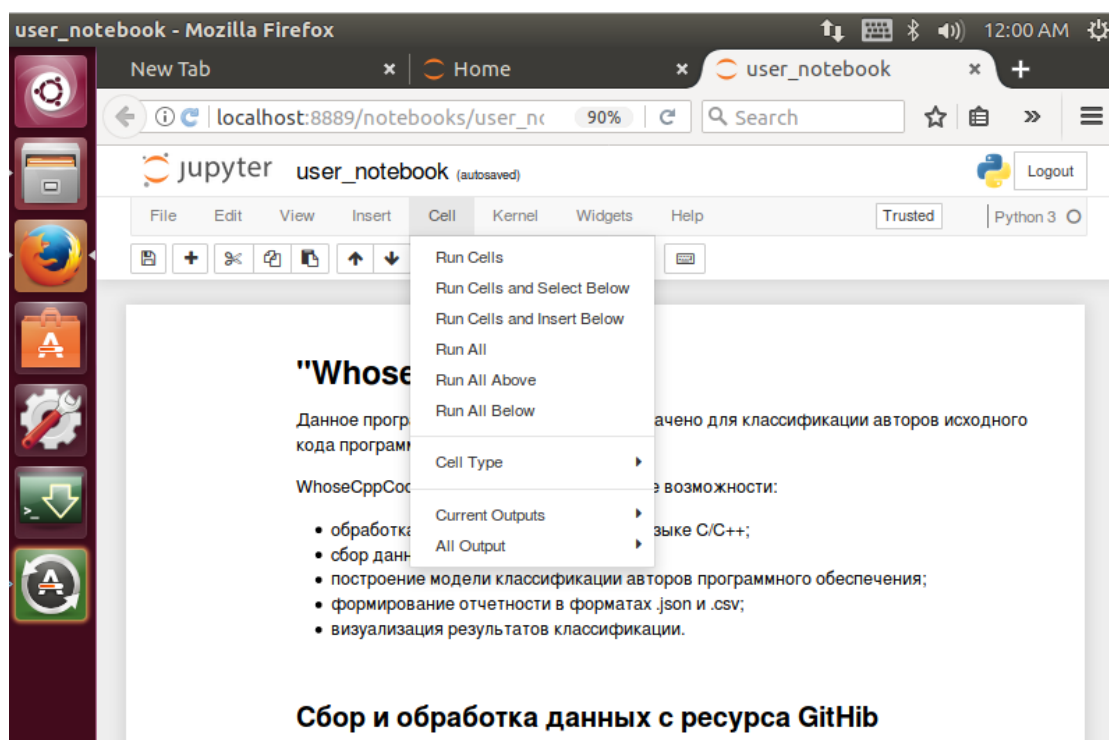 user_notebook - Mozilla Firefox 12:00 AM
New Tab Home user_notebook
localhost:8889/notebooks/user_no 90% Search
jupyter user_notebook (autosaved) Logout
File Edit View Insert Cell Kernel Widgets Help Trusted Python 3
Run Cells
Run Cells and Select Below
Run Cells and Insert Below
Run All
Run All Above
Run All Below
Cell Type
Current Outputs
All Output
"Whose
Данное прогр ачено для классификации авторов исходного
кода програм
WhoseCppCo е возможности:
обработка зыке C/C++;
сбор данн
построение модели классификации авторов программного обеспечения;
формирование отчетности в форматах .json и .csv;
визуализация результатов классификации.
Сбор и обработка данных с ресурса GitHib